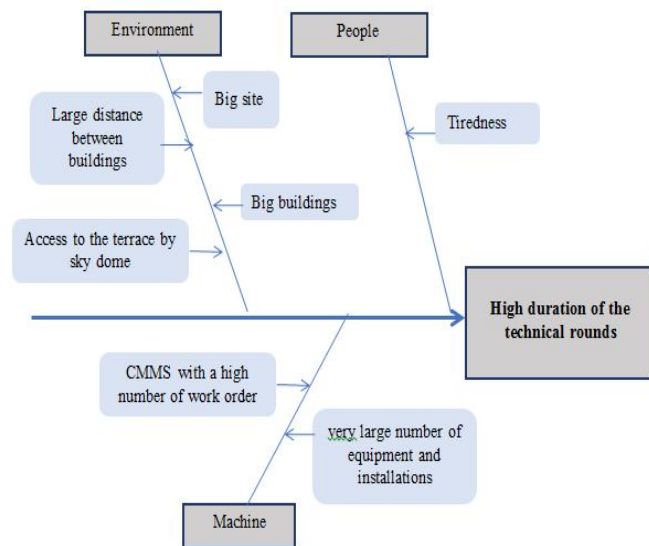 Environment
People
Big site
Large distance
between
buildings
Tiredness
Big buildings
Access to the terrace by
sky dome
High duration of the
technical rounds
CMMS with a high
number of work order
very large number of
equipment and
installations
Machine